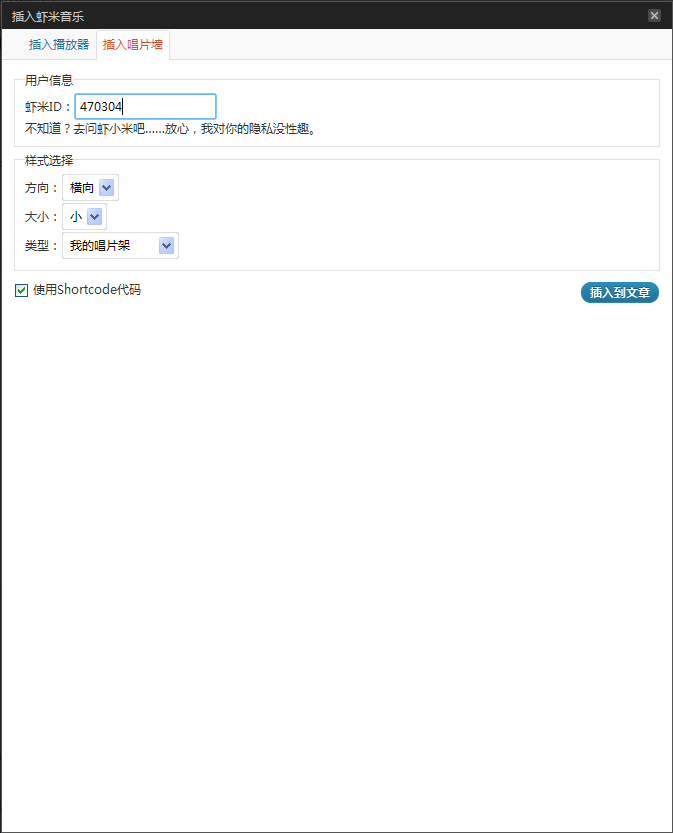 插入虾米音乐
插入播放器 插入唱片墙
用户信息
虾米ID：470304
不知道？去问虾小米吧……放心，我对你的隐私没性趣。
样式选择
方向：横向
大小：小
类型：我的唱片架
使用Shortcode代码 插入到文章